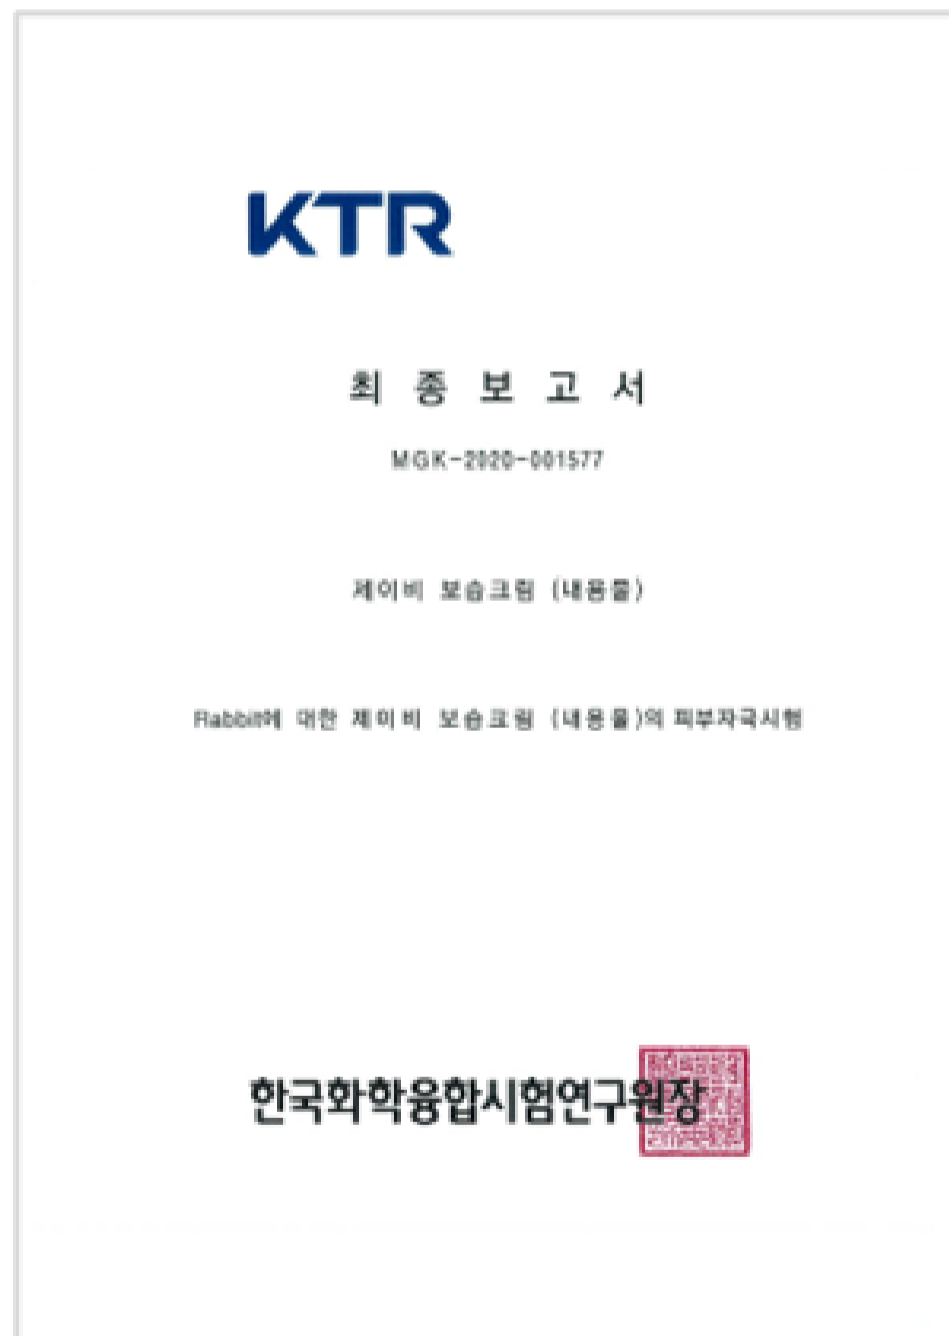 KTR
최 종 보 고 서
MGK-2020-001577
제이비 보습크림 (내용물)
Rabbit에 대한 제이비 보습크림 (내용물)의 피부자극시험
한국화학융합시험연구원장